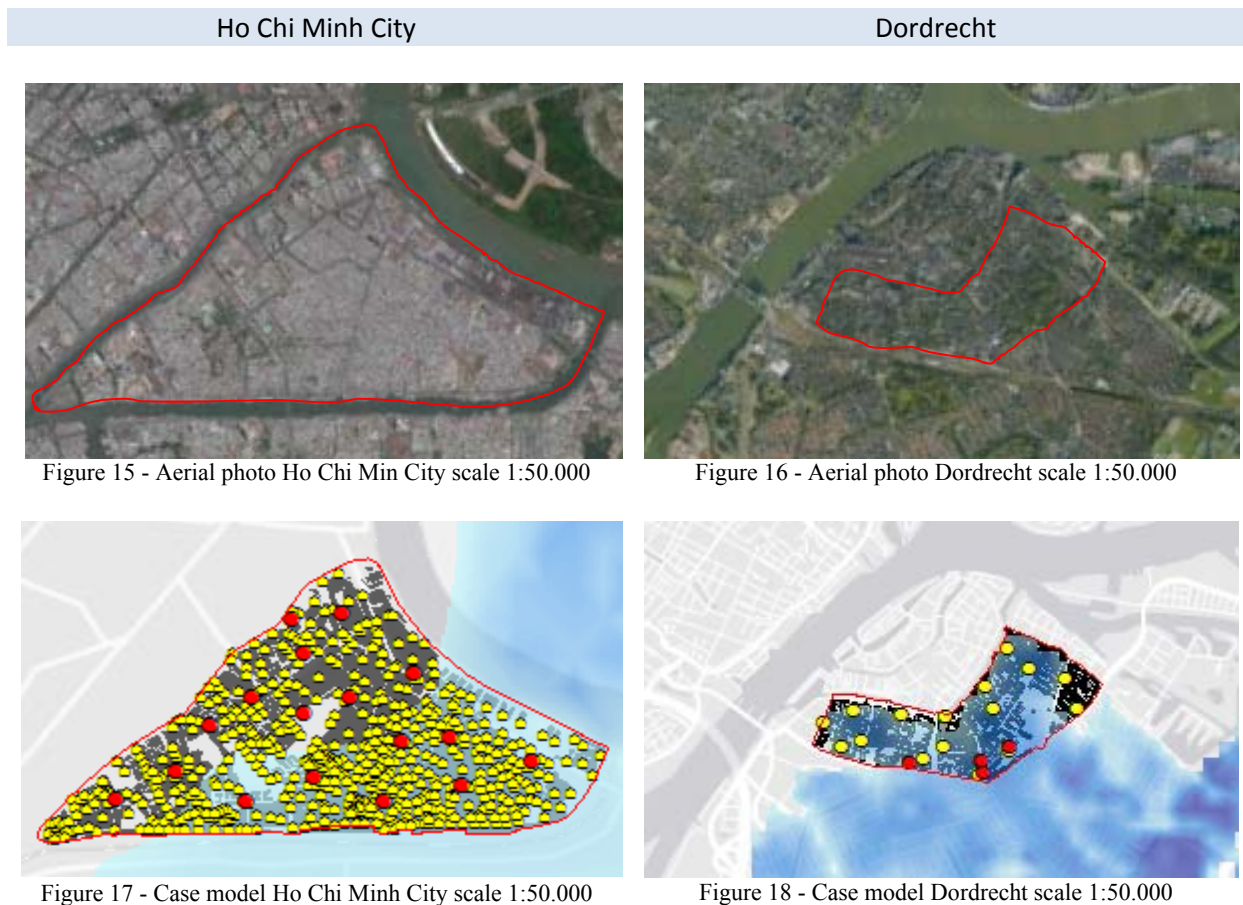 Ho Chi Minh City
Dordrecht
Figure 15 - Aerial photo Ho Chi Min City scale 1:50.000
Figure 16 - Aerial photo Dordrecht scale 1:50.000
Figure 17 - Case model Ho Chi Minh City scale 1:50.000
Figure 18 - Case model Dordrecht scale 1:50.000